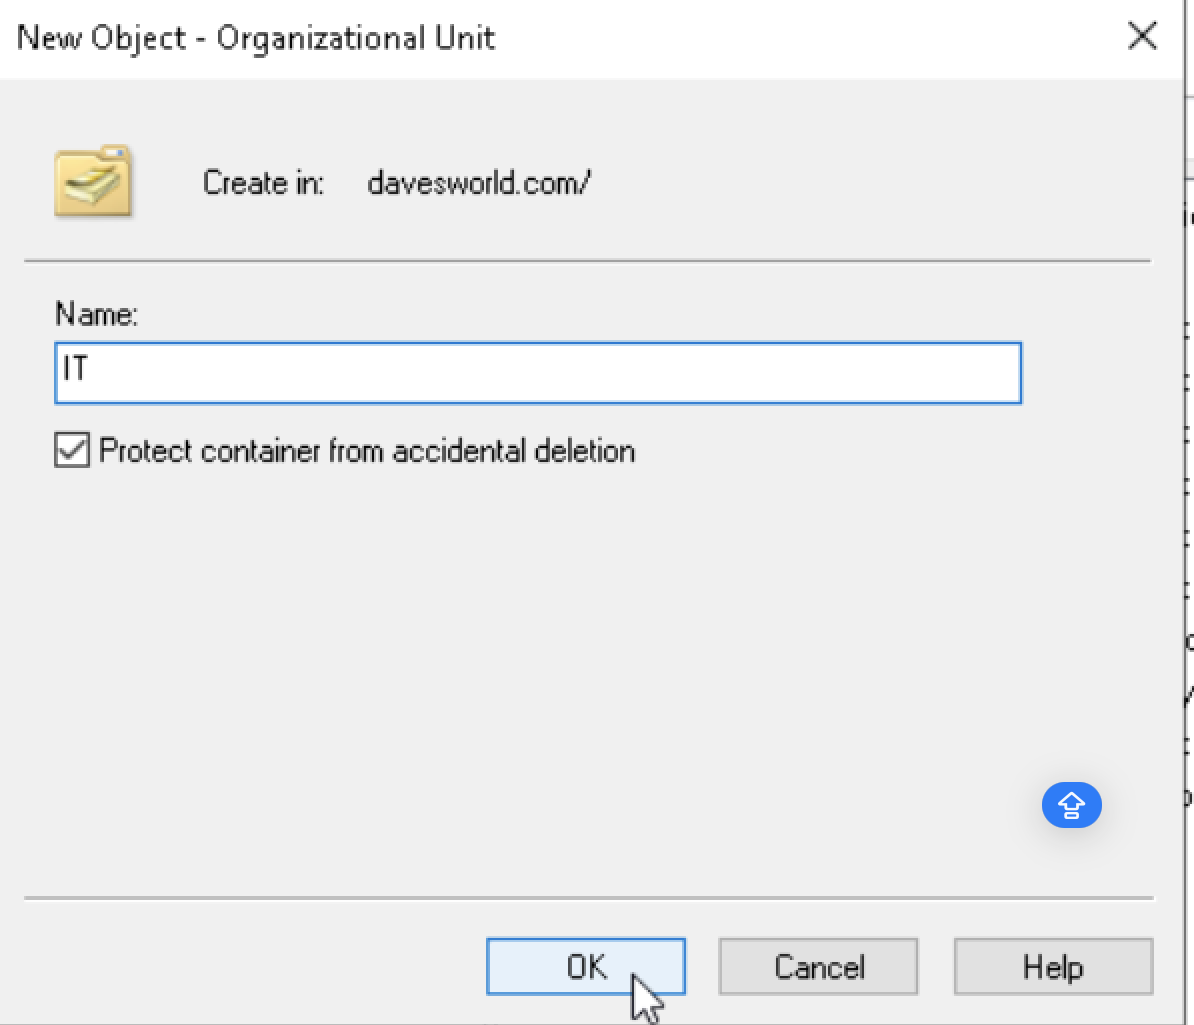 New Object - Organizational Unit
Create in: davesworld.com/
Name:
IT
Protect container from accidental deletion
OK Cancel Help